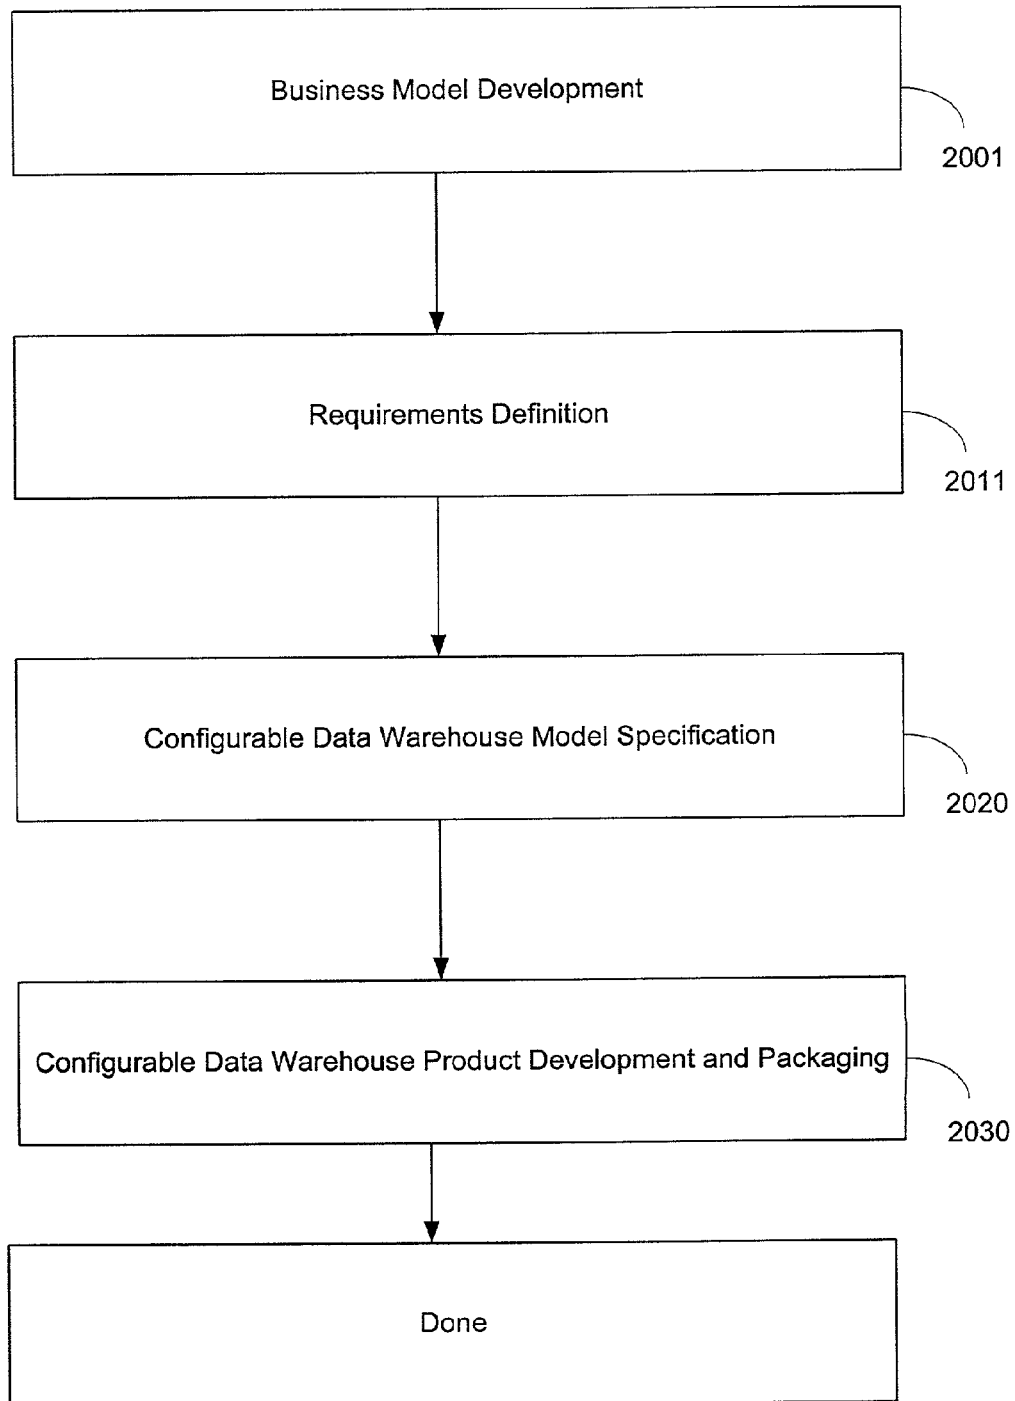 Business Model Development
2001
Requirements Definition
2011
Configurable Data Warehouse Model Specification
2020
Configurable Data Warehouse Product Development and Packaging
2030
Done